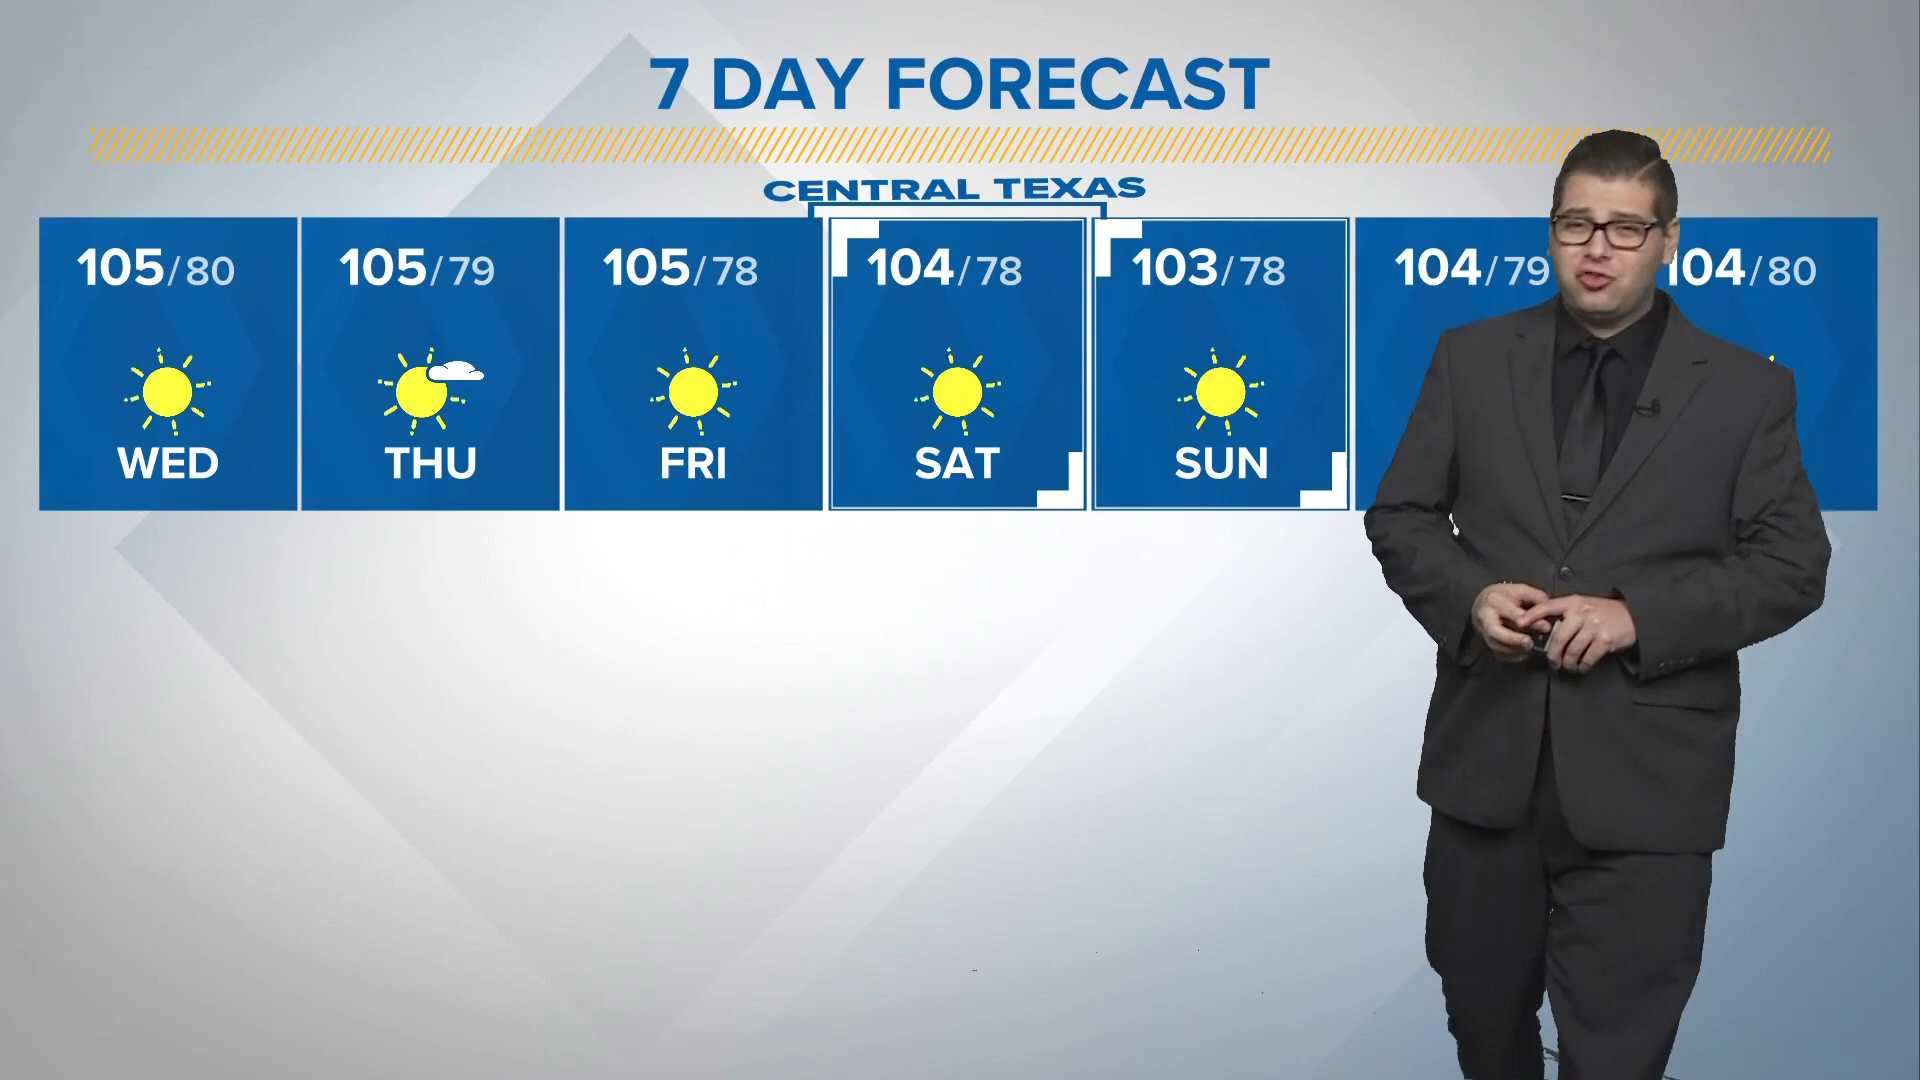 7 DAY FORECAST
CENTRAL TEXAS
105/80 105/79 105/78 104/78 103/78 104/79 104/80
WED THU FRI SAT SUN